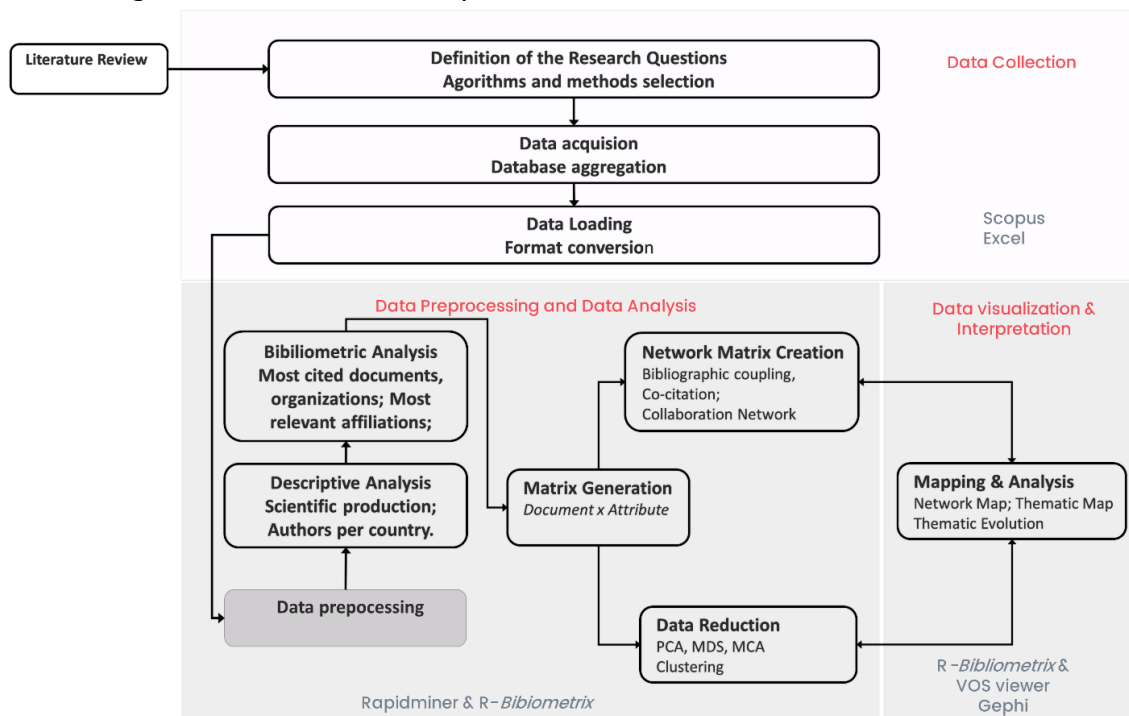 Literature Review
Definition of the Research Questions
Agorithms and methods selection
Data Collection
Data acquision
Database aggregation
Data Loading
Format conversion
Scopus
Excel
Data Preprocessing and Data Analysis
Data visualization &
Interpretation
Bibiliometric Analysis
Most cited documents,
organizations; Most
relevant affiliations;
Network Matrix Creation
Bibliographic coupling,
Co-citation;
Collaboration Network
Descriptive Analysis
Scientific production;
Authors per country.
Matrix Generation
Document x Attribute
Mapping & Analysis
Network Map; Thematic Map
Thematic Evolution
Data prepocessing
Data Reduction
PCA, MDS, MCA
Clustering
Rapidminer & R-Bibiometrix
R -Bibliometrix &
VOS viewer
Gephi